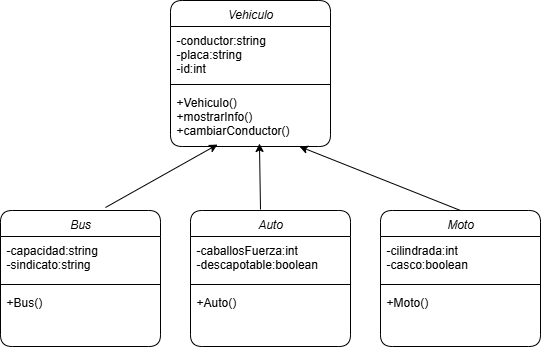 Vehiculo
-conductor:string
-placa:string
-id:int
+Vehiculo()
+mostrarInfo()
+cambiarConductor()
Bus
-capacidad:string
-sindicato:string
+Bus()
Auto
-caballosFuerza:int
-descapotable:boolean
+Auto()
Moto
-cilindrada:int
-casco:boolean
+Moto()